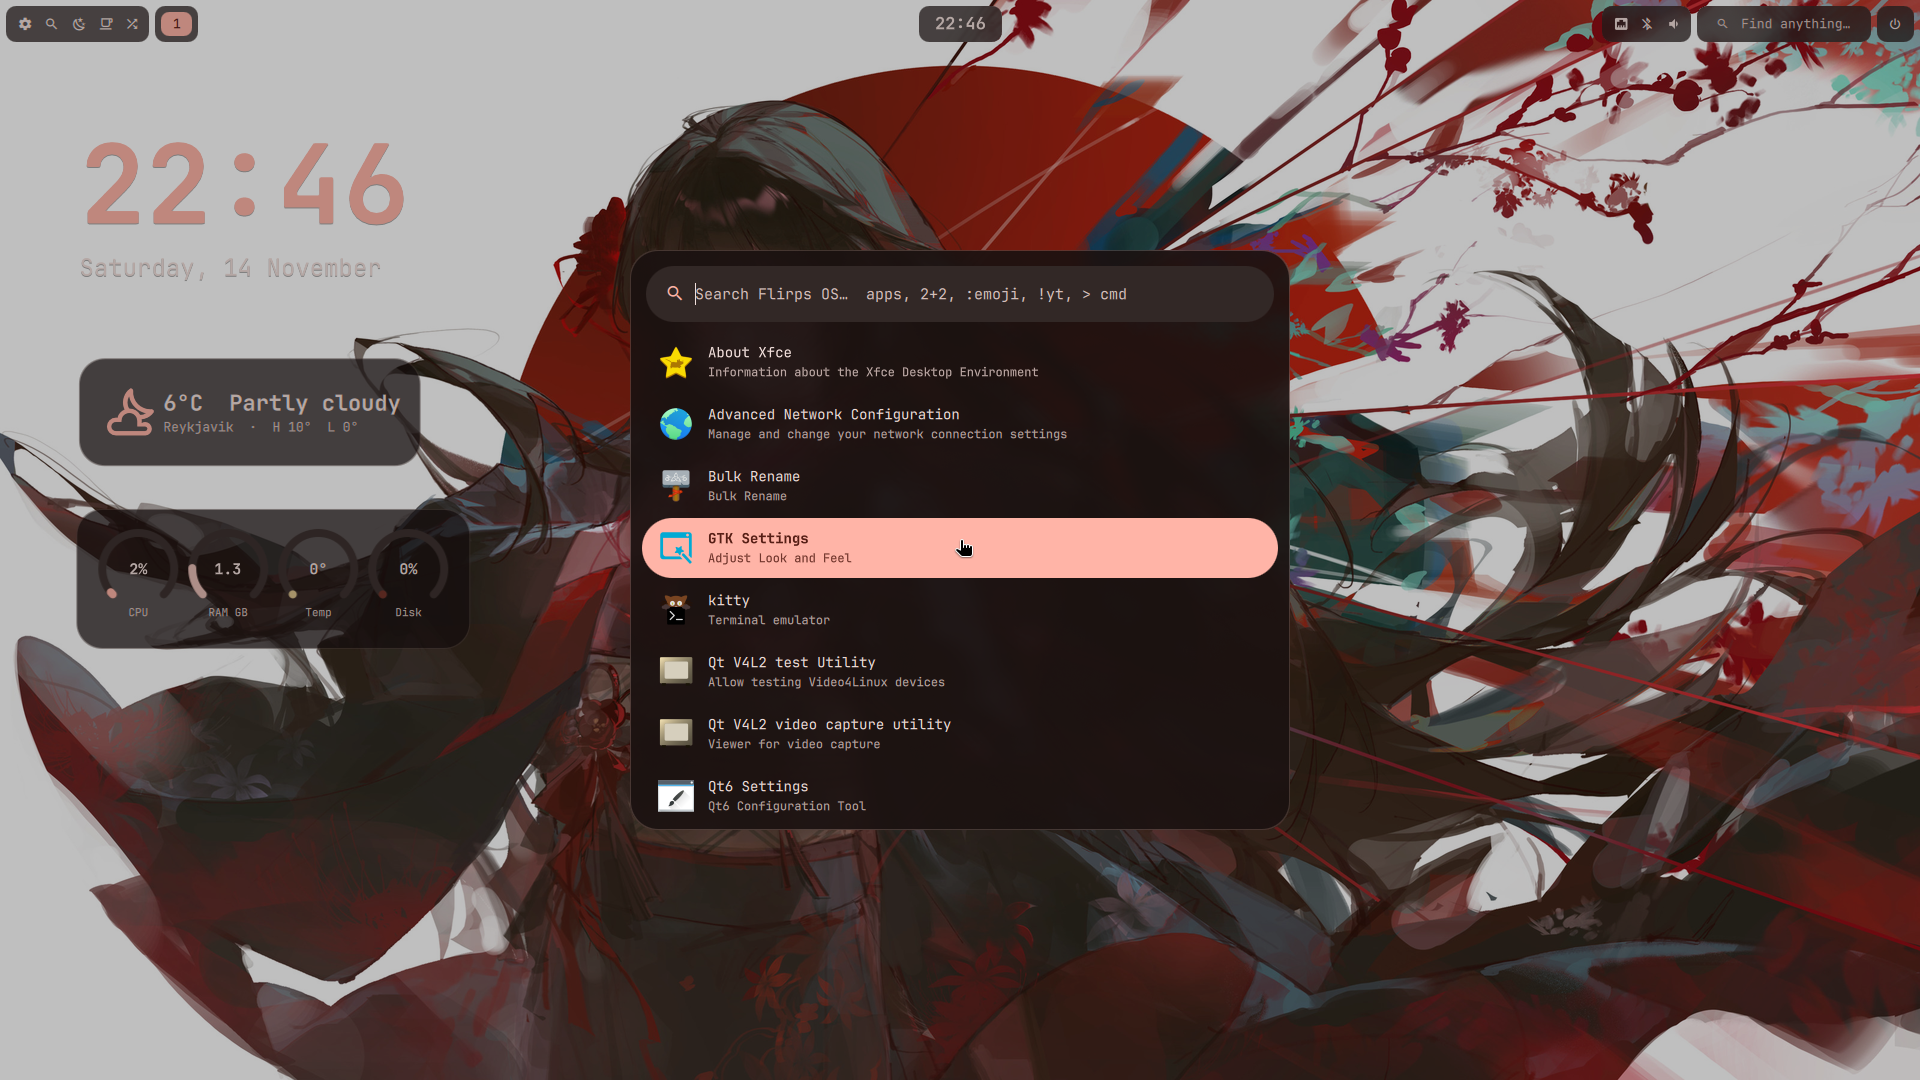 1
22:46
Find anything…
22:46
Saturday, 14 November
6°C  Partly cloudy
Reykjavik  ·  H 10°  L 0°
2%
CPU
1.3
RAM GB
0°
Temp
0%
Disk
Search Flirps OS…  apps, 2+2, :emoji, !yt, > cmd
About Xfce
Information about the Xfce Desktop Environment
Advanced Network Configuration
Manage and change your network connection settings
Bulk Rename
Bulk Rename
GTK Settings
Adjust Look and Feel
kitty
Terminal emulator
Qt V4L2 test Utility
Allow testing Video4Linux devices
Qt V4L2 video capture utility
Viewer for video capture
Qt6 Settings
Qt6 Configuration Tool